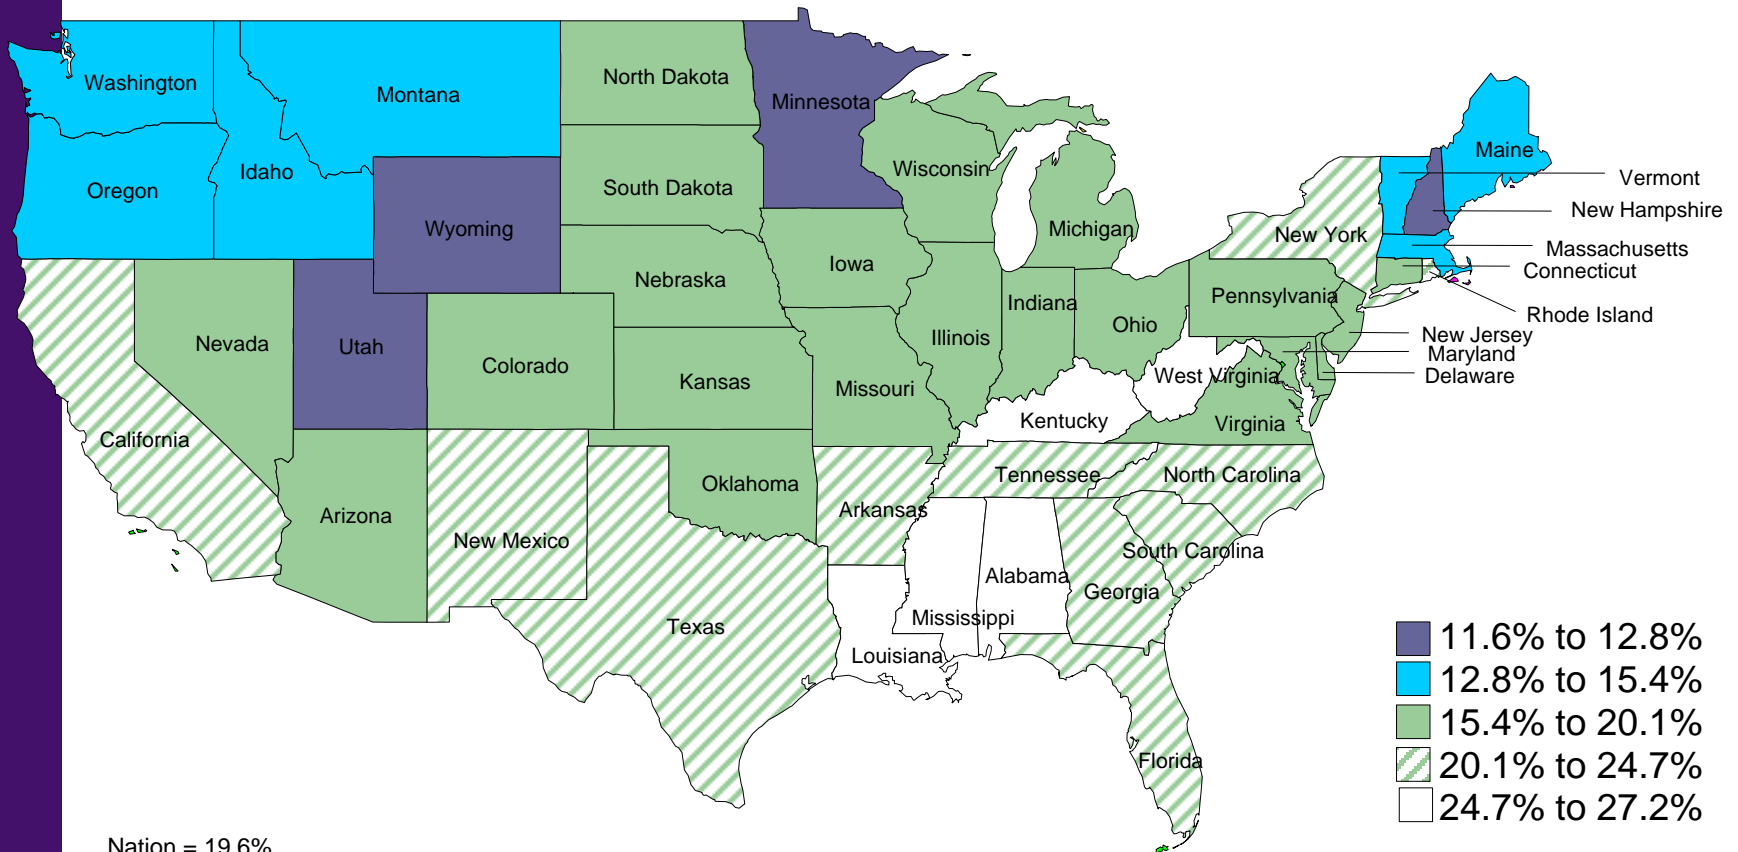 Washington
Montana
North Dakota
Minnesota
Maine
Oregon
Idaho
Wisconsin
South Dakota
Vermont
New Hampshire
Wyoming
Michigan
New York
Massachusetts
Connecticut
Iowa
Nebraska
Pennsylvania
Indiana
Rhode Island
Ohio
Illinois
New Jersey
Maryland
Delaware
Nevada
Utah
Colorado
Kansas
Missouri
West Virginia
Kentucky
Virginia
California
Tennessee
North Carolina
Oklahoma
Arkansas
Arizona
New Mexico
South Carolina
Alabama
Georgia
Mississippi
Texas
Louisiana
Florida
11.6% to 12.8%
12.8% to 15.4%
15.4% to 20.1%
20.1% to 24.7%
24.7% to 27.2%
Nation = 19.6%